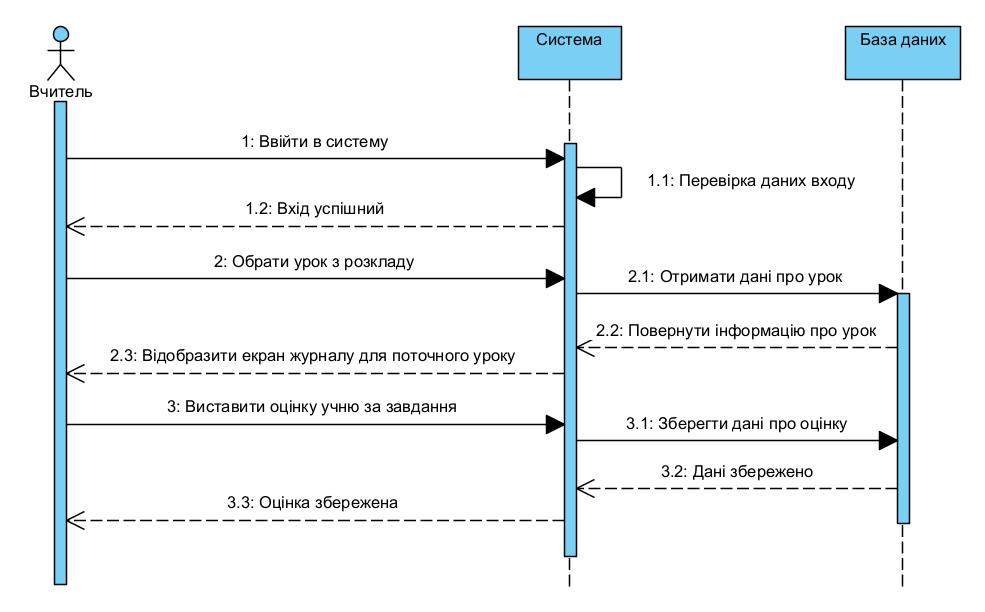 Система
База даних
Вчитель
1: Ввійти в систему
1.1: Перевірка даних входу
1.2: Вхід успішний
2: Обрати урок з розкладу
2.1: Отримати дані про урок
2.2: Повернути інформацію про урок
2.3: Відобразити екран журналу для поточного уроку
3: Виставити оцінку учню за завдання
3.1: Зберегти дані про оцінку
3.2: Дані збережено
3.3: Оцінка збережена